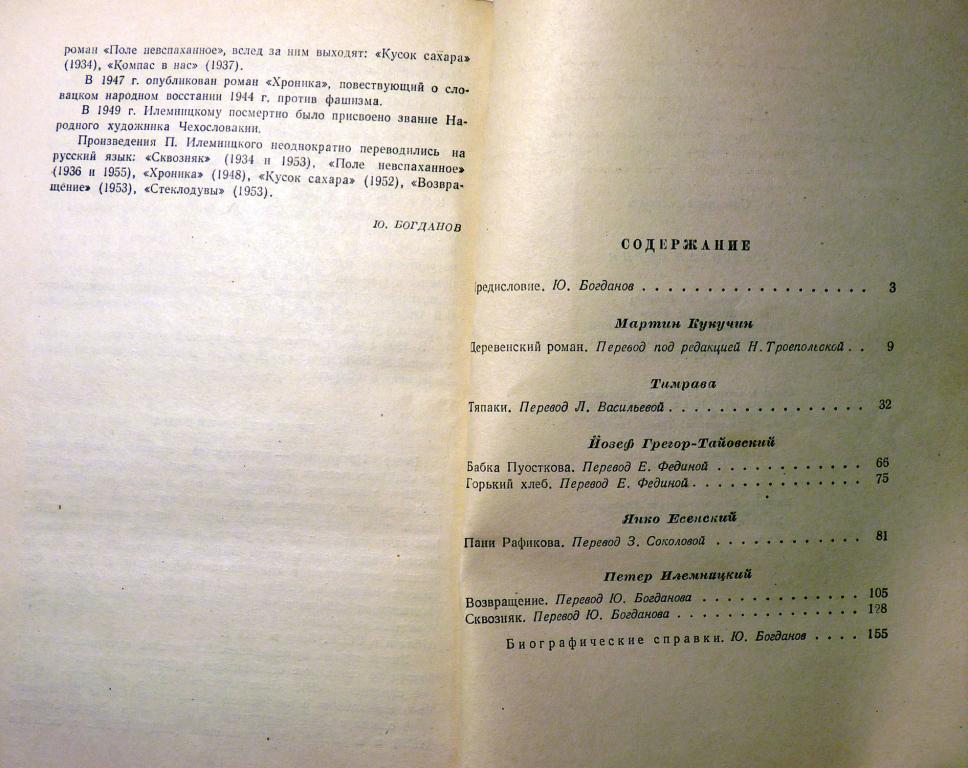 роман «Поле невспаханное», вслед за ним выходят: «Кусок сахара»
(1934), «Компас в нас» (1937).
В 1947 г. опубликован роман «Хроника», повествующий о сло-
вацком народном восстании 1944 г. против фашизма.
В 1949 г. Илемницкому посмертно было присвоено звание На-
родного художника Чехословакии.
Произведения П. Илемницкого неоднократно переводились на
русский язык: «Сквозняк» (1934 и 1953), «Поле невспаханное»
(1936 и 1955), «Хроника» (1948), «Кусок сахара» (1952), «Возвра-
щение» (1953), «Стеклодувы» (1953).
Ю. БОГДАНОВ
СОДЕРЖАНИЕ
редисловие. Ю. Богданов . . . . . . . . . . . . . . . . . . 3
Мартин Кукучин
Деревенский роман. Перевод под редакцией Н. Троепольской . . 9
Тимрава
Тяпаки. Перевод Л. Васильевой . . . . . . . . . . . . . . . 32
Йозеф Грегор-Тайовский
Бабка Пуосткова. Перевод Е. Фединой . . . . . . . . . . . 66
Горький хлеб. Перевод Е. Фединой . . . . . . . . . . . . . 75
Янко Есенский
Пани Рафикова. Перевод З. Соколовой . . . . . . . . . . . 81
Петер Илемницкий
Возвращение. Перевод Ю. Богданова . . . . . . . . . . . . 105
Сквозняк. Перевод Ю. Богданова . . . . . . . . . . . . . .
Биографические справки. Ю. Богданов . . . . 155